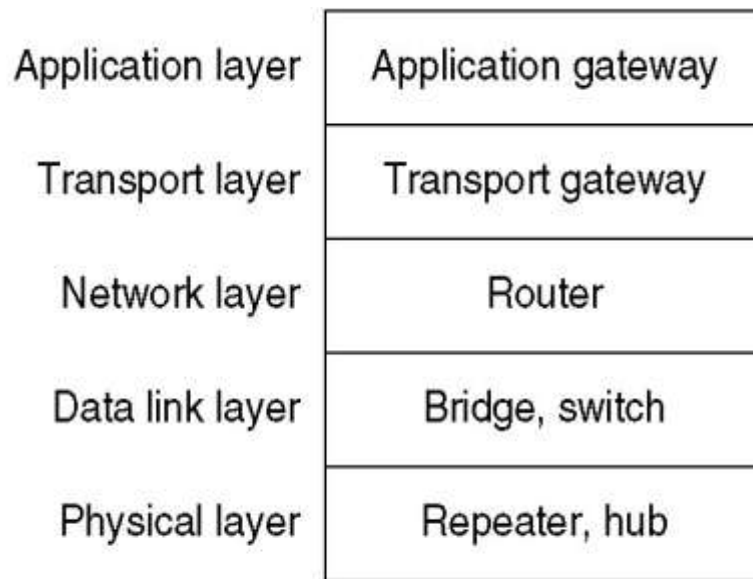 Application layer Application gateway
Transport layer Transport gateway
Network layer Router
Data link layer Bridge, switch
Physical layer Repeater, hub